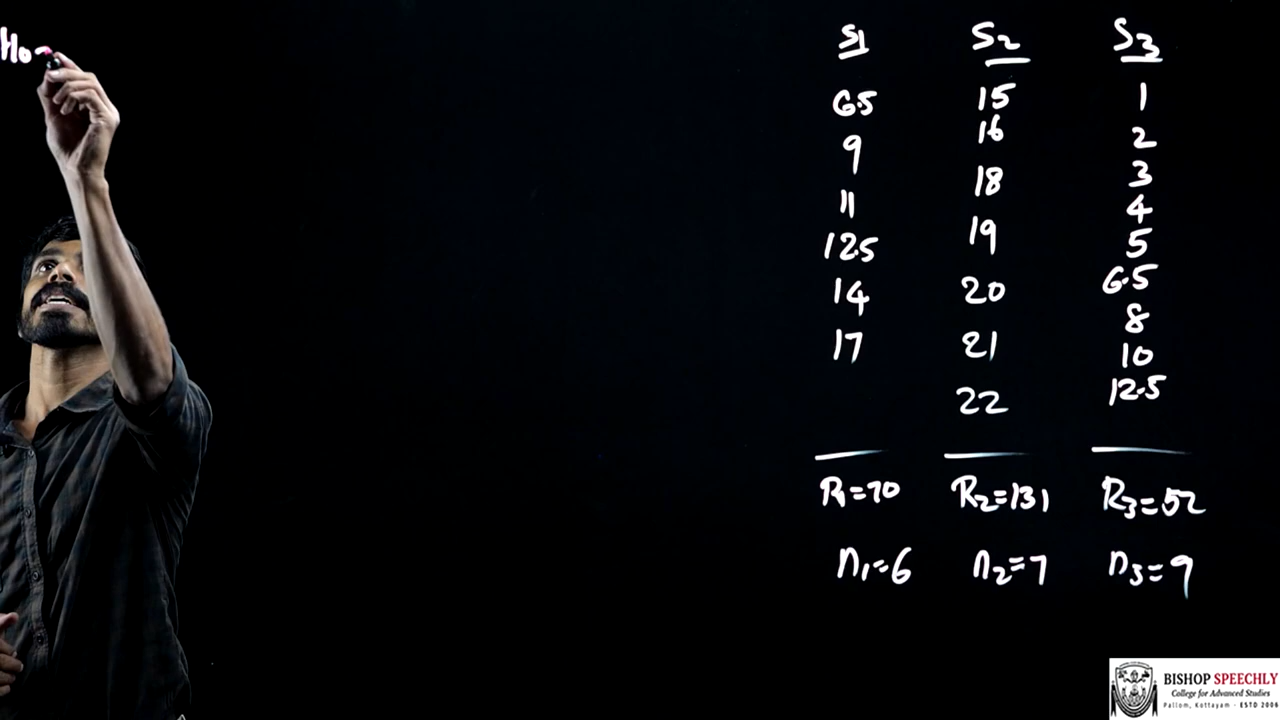 Ho -
S1 S2 S3
6.5 15 1
9 16 2
11 18 3
12.5 19 4
14 20 5
17 21 6.5
22 8
10
12.5
R1=70 R2=131 R3=52
n1=6 n2=7 n3=9
BISHOP SPEECHLY
College for Advanced Studies
Pallom, Kottayam - ESTD 2006